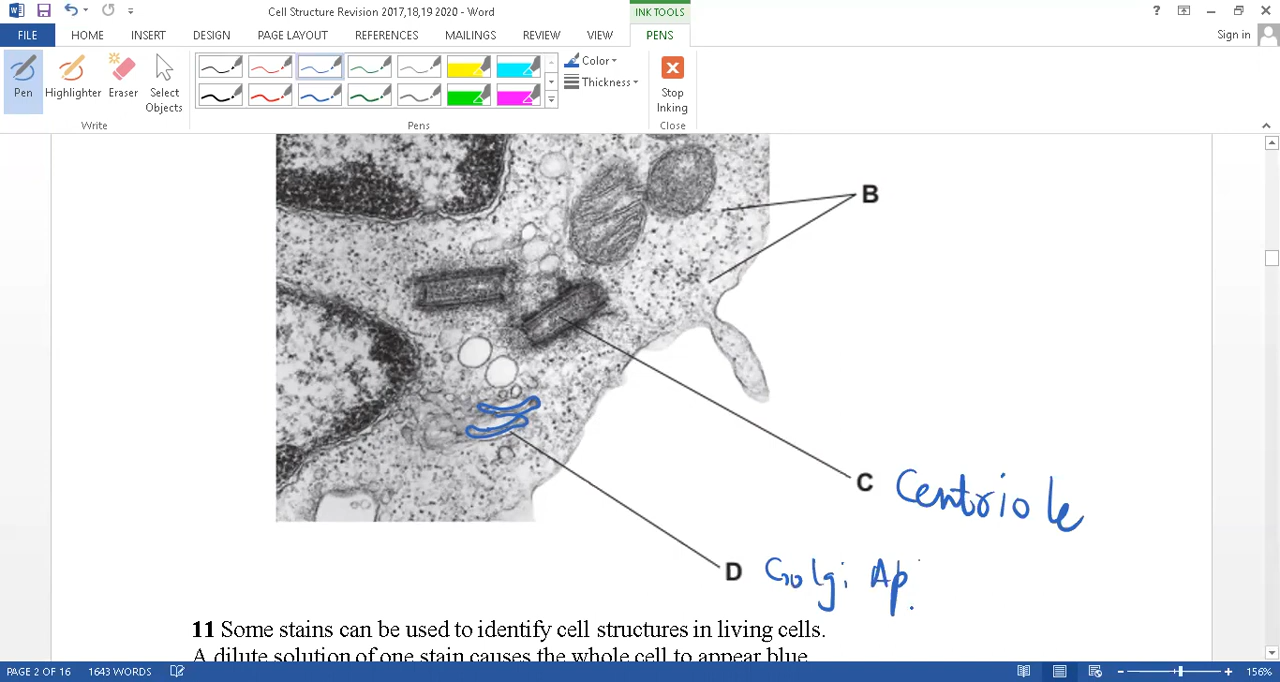 Cell Structure Revision 2017,18,19 2020 - Word
INK TOOLS
?
FILE HOME INSERT DESIGN PAGE LAYOUT REFERENCES MAILINGS REVIEW VIEW PENS
Sign in
Pen Highlighter Eraser Select Objects
Write
Pens
Color
Thickness
Stop Inking
Close
B
C Centriole
D Golgi Ap
11 Some stains can be used to identify cell structures in living cells.
A dilute solution of one stain causes the whole cell to appear blue
PAGE 2 OF 16 1643 WORDS
156%